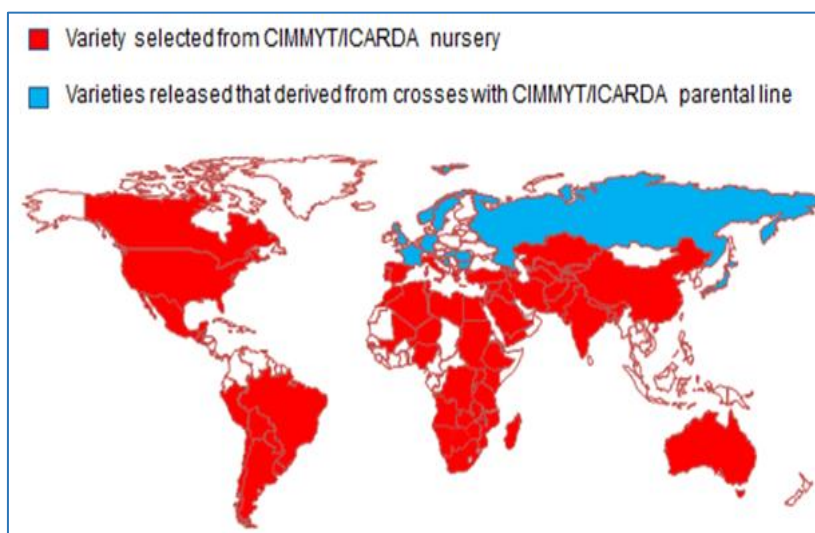 Variety selected from CIMMYT/ICARDA nursery
Varieties released that derived from crosses with CIMMYT/ICARDA parental line